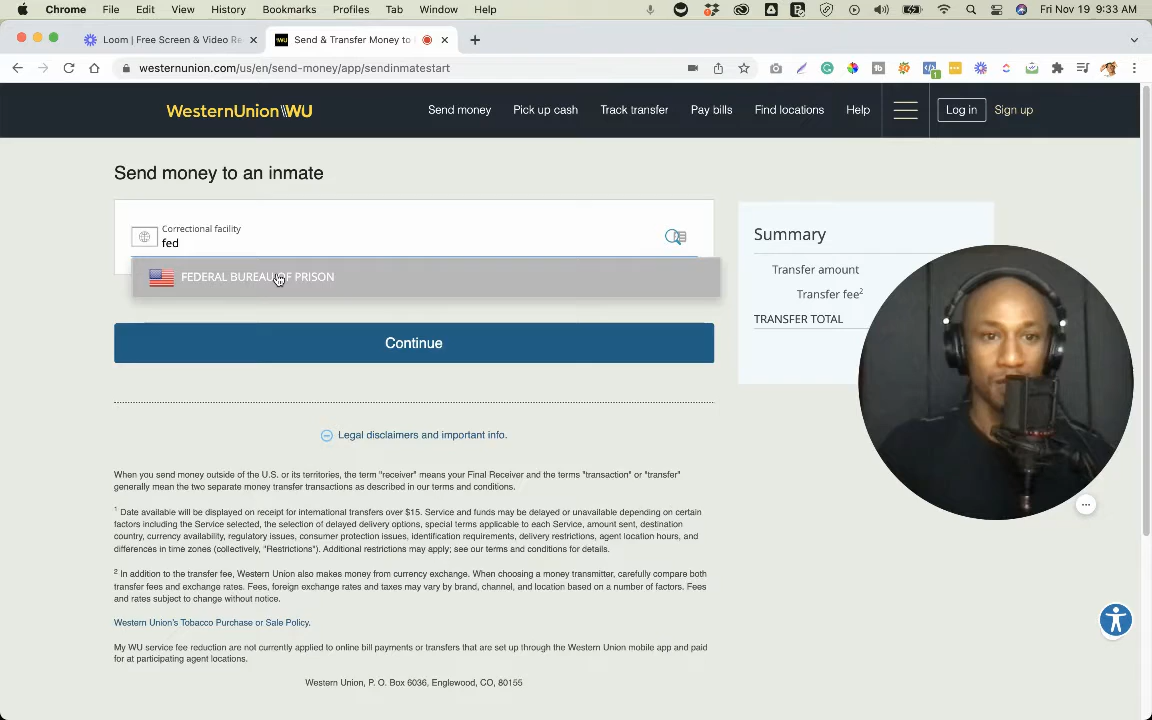 Chrome File Edit View History Bookmarks Profiles Tab Window Help Fri Nov 19 9:33 AM
Loom | Free Screen & Video Re
Send & Transfer Money to
westernunion.com/us/en/send-money/app/sendinmatestart
1
WesternUnion WU Send money Pick up cash Track transfer Pay bills Find locations Help Log in Sign up
Send money to an inmate
Correctional facility
fed
FEDERAL BUREAU OF PRISON
Continue
Summary
Transfer amount
Transfer fee2
TRANSFER TOTAL
Legal disclaimers and important info.
When you send money outside of the U.S. or its territories, the term "receiver" means your Final Receiver and the terms "transaction" or "transfer"
generally mean the two separate money transfer transactions as described in our terms and conditions.
1 Date available will be displayed on receipt for international transfers over $15. Service and funds may be delayed or unavailable depending on certain
factors including the Service selected, the selection of delayed delivery options, special terms applicable to each Service, amount sent, destination
country, currency availability, regulatory issues, consumer protection issues, identification requirements, delivery restrictions, agent location hours, and
differences in time zones (collectively, "Restrictions"). Additional restrictions may apply; see our terms and conditions for details.
2 In addition to the transfer fee, Western Union also makes money from currency exchange. When choosing a money transmitter, carefully compare both
transfer fees and exchange rates. Fees, foreign exchange rates and taxes may vary by brand, channel, and location based on a number of factors. Fees
and rates subject to change without notice.
Western Union's Tobacco Purchase or Sale Policy.
My WU service fee reduction are not currently applied to online bill payments or transfers that are set up through the Western Union mobile app and paid
for at participating agent locations.
Western Union, P. O. Box 6036, Englewood, CO, 80155